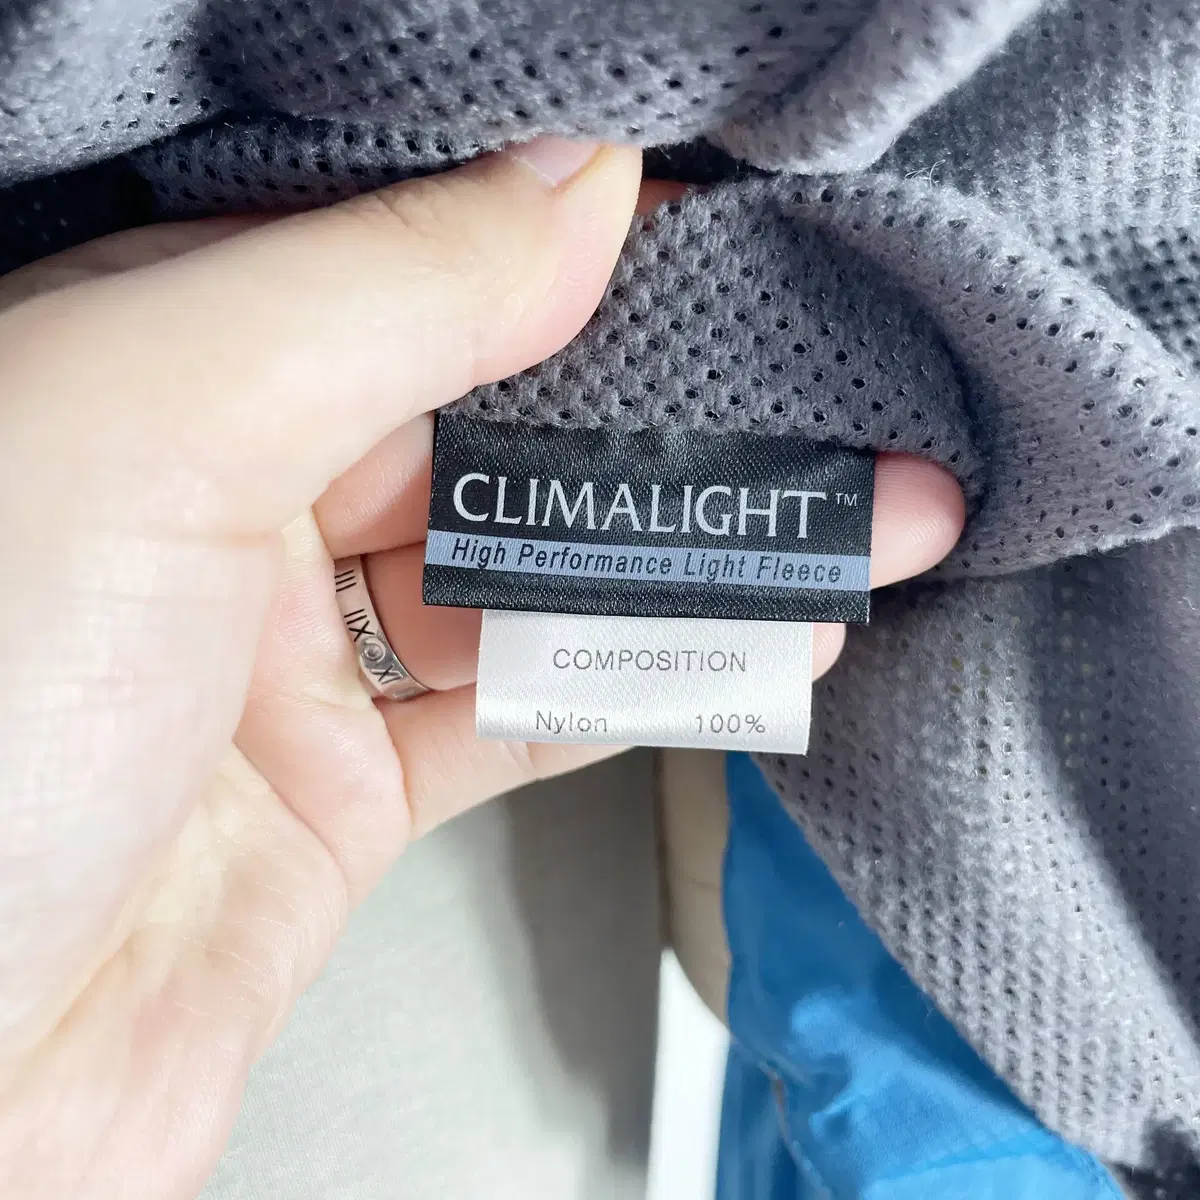 CLIMALIGHT™
High Performance Light Fleece
COMPOSITION
Nylon 100%